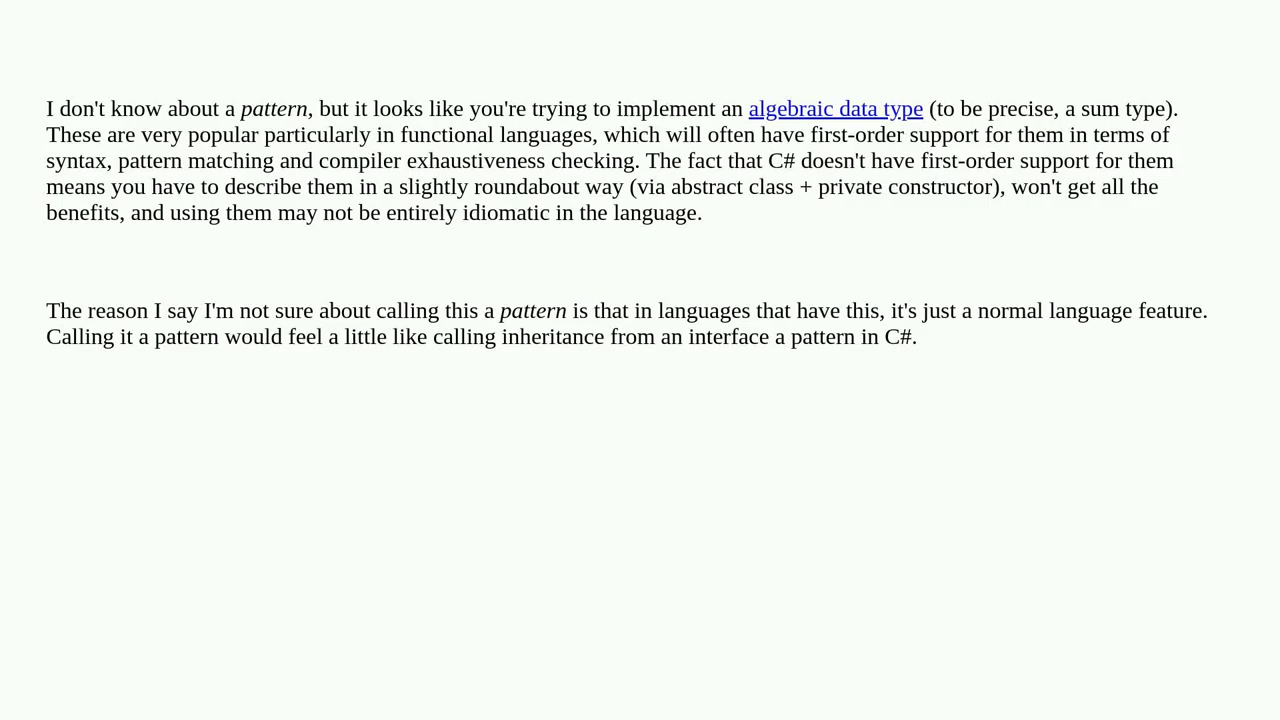 I don't know about a pattern, but it looks like you're trying to implement an algebraic data type (to be precise, a sum type).
These are very popular particularly in functional languages, which will often have first-order support for them in terms of
syntax, pattern matching and compiler exhaustiveness checking. The fact that C# doesn't have first-order support for them
means you have to describe them in a slightly roundabout way (via abstract class + private constructor), won't get all the
benefits, and using them may not be entirely idiomatic in the language.
The reason I say I'm not sure about calling this a pattern is that in languages that have this, it's just a normal language feature.
Calling it a pattern would feel a little like calling inheritance from an interface a pattern in C#.